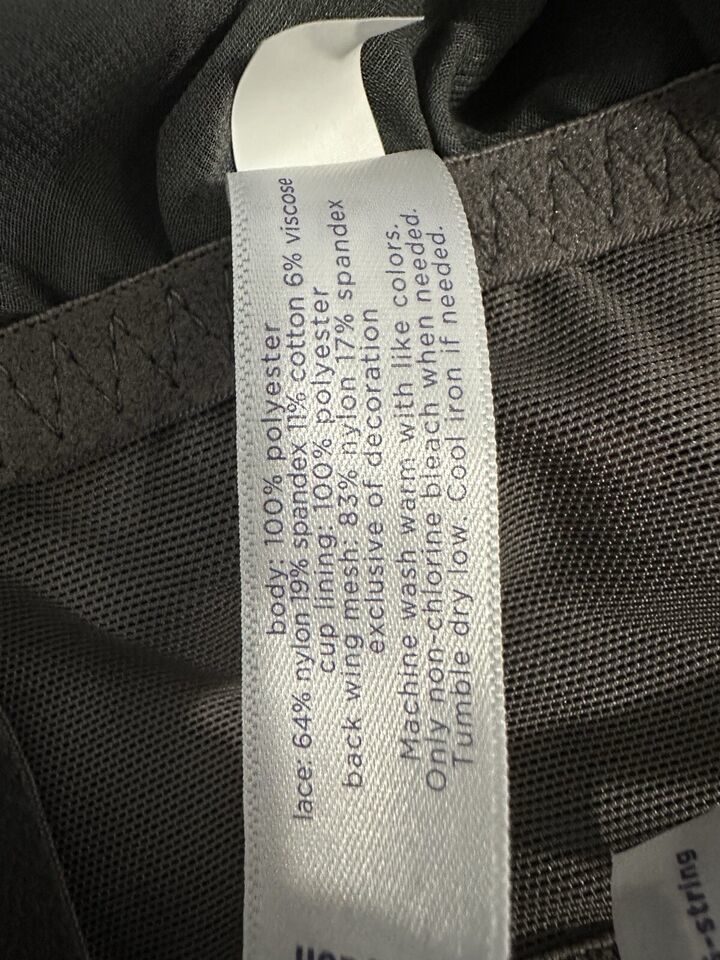 body: 100% polyester
lace: 64% nylon 19% spandex 11% cotton 6% viscose
cup lining: 100% polyester
back wing mesh: 83% nylon 17% spandex
exclusive of decoration
Machine wash warm with like colors.
Only non-chlorine bleach when needed.
Tumble dry low. Cool iron if needed.
-string